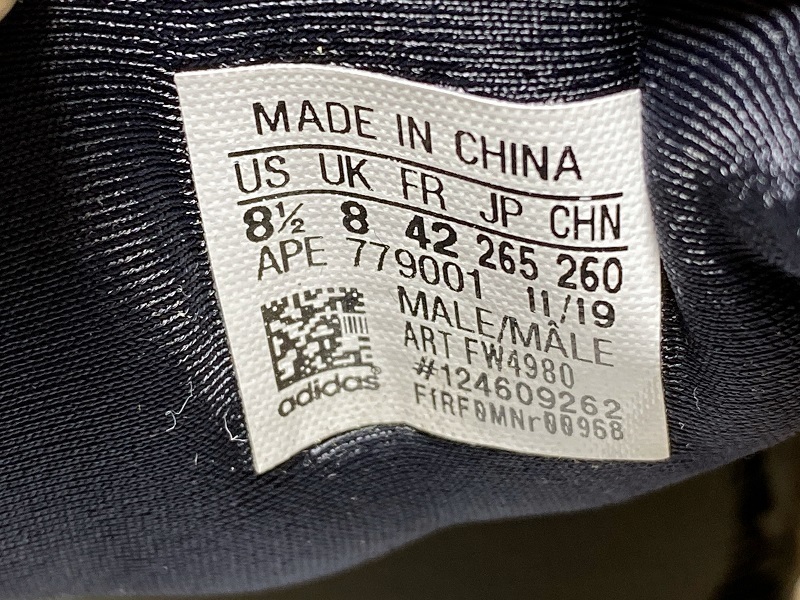 MADE IN CHINA
US UK FR JP CHN
8½ 8 42 265 260
APE 779001 11/19
MALE/MÂLE
ART FW4980
#124609262
F1RF0MNr00968
adidas